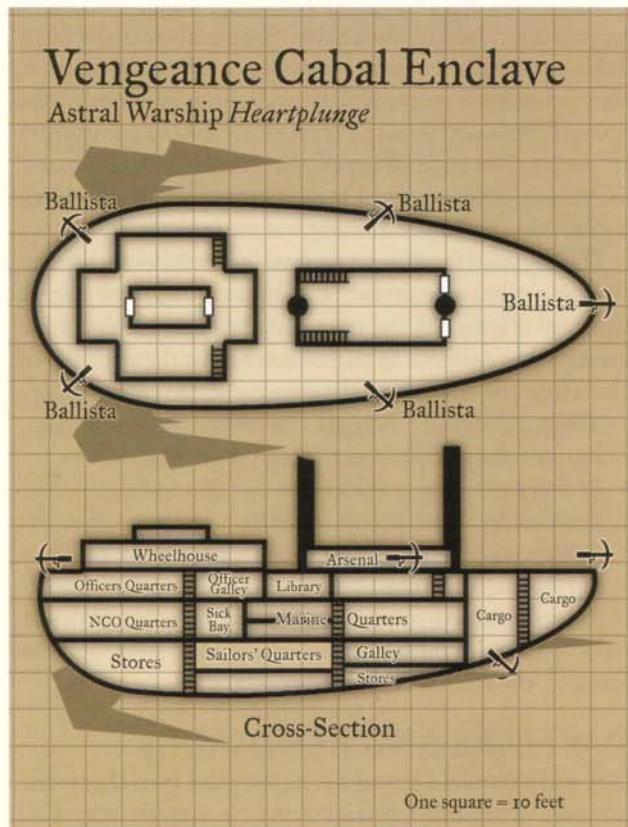 Vengeance Cabal Enclave
Astral Warship Heartplunge
Ballista
Ballista
Ballista
Ballista
Ballista
Wheelhouse
Arsenal
Officers Quarters
Officer
Galley
Library
NCO Quarters
Sick
Bay
Marine Quarters
Cargo
Cargo
Stores
Sailors' Quarters
Galley
Stores
Cross-Section
One square = 10 feet